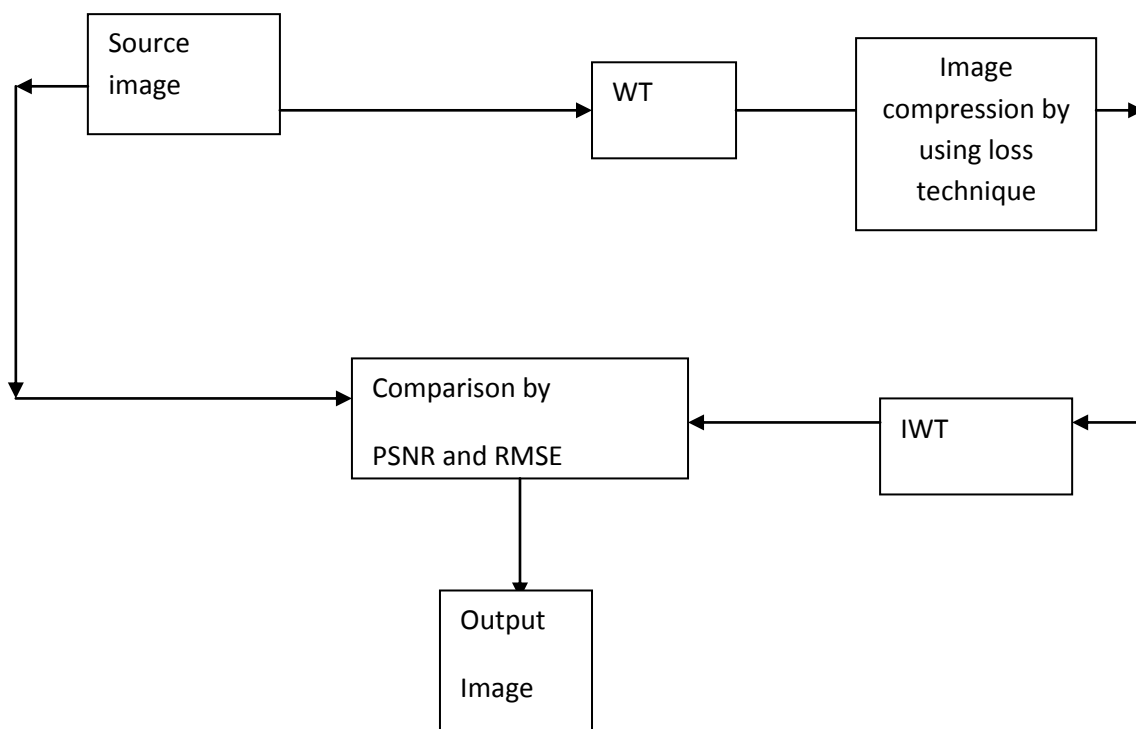 Source
image
WT
Image
compression by
using loss
technique
Comparison by
PSNR and RMSE
IWT
Output
Image